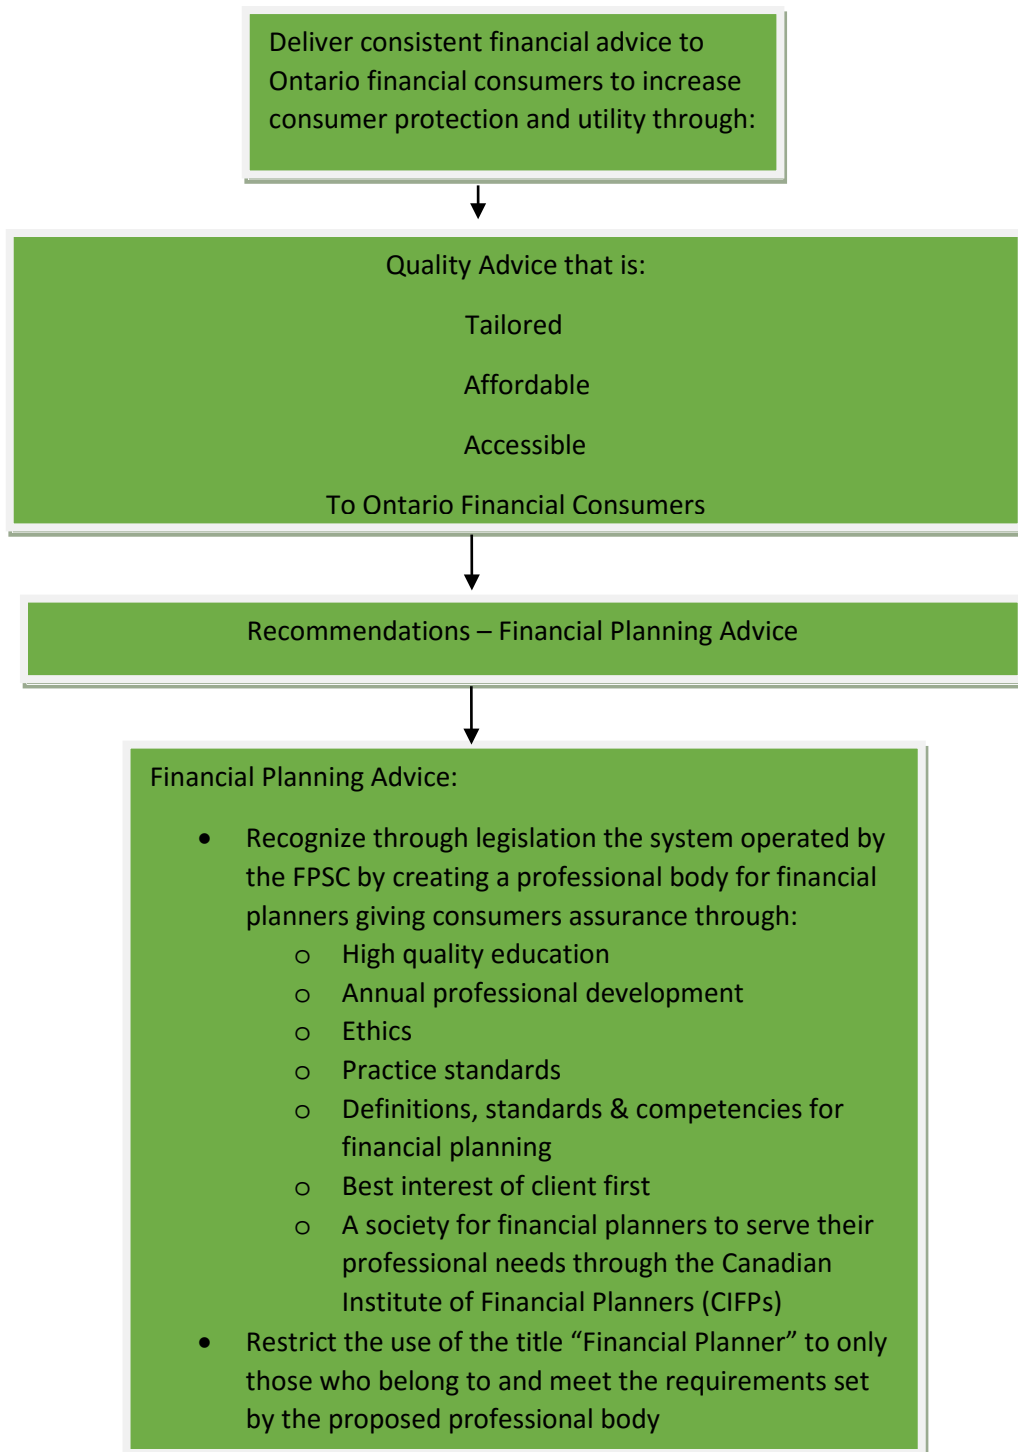 Deliver consistent financial advice to
Ontario financial consumers to increase
consumer protection and utility through:
Quality Advice that is:
Tailored
Affordable
Accessible
To Ontario Financial Consumers
Recommendations – Financial Planning Advice
Financial Planning Advice:
• Recognize through legislation the system operated by
the FPSC by creating a professional body for financial
planners giving consumers assurance through:
o High quality education
o Annual professional development
o Ethics
o Practice standards
o Definitions, standards & competencies for
financial planning
o Best interest of client first
o A society for financial planners to serve their
professional needs through the Canadian
Institute of Financial Planners (CIFPs)
• Restrict the use of the title “Financial Planner” to only
those who belong to and meet the requirements set
by the proposed professional body